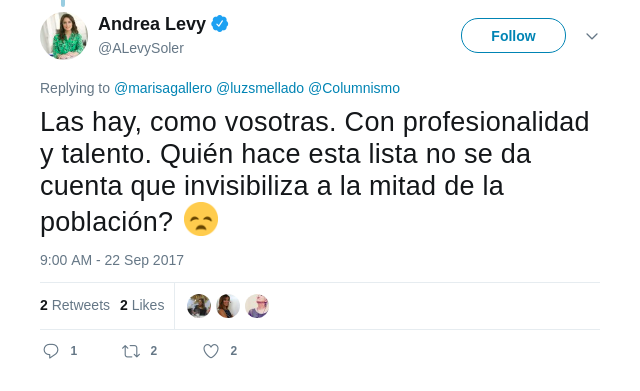 Andrea Levy
@ALevySoler
Follow
Replying to @marisagallero @luzsmellado @Columnismo
Las hay, como vosotras. Con profesionalidad
y talento. Quién hace esta lista no se da
cuenta que invisibiliza a la mitad de la
población? 😞
9:00 AM - 22 Sep 2017
2 Retweets 2 Likes
1 2 2